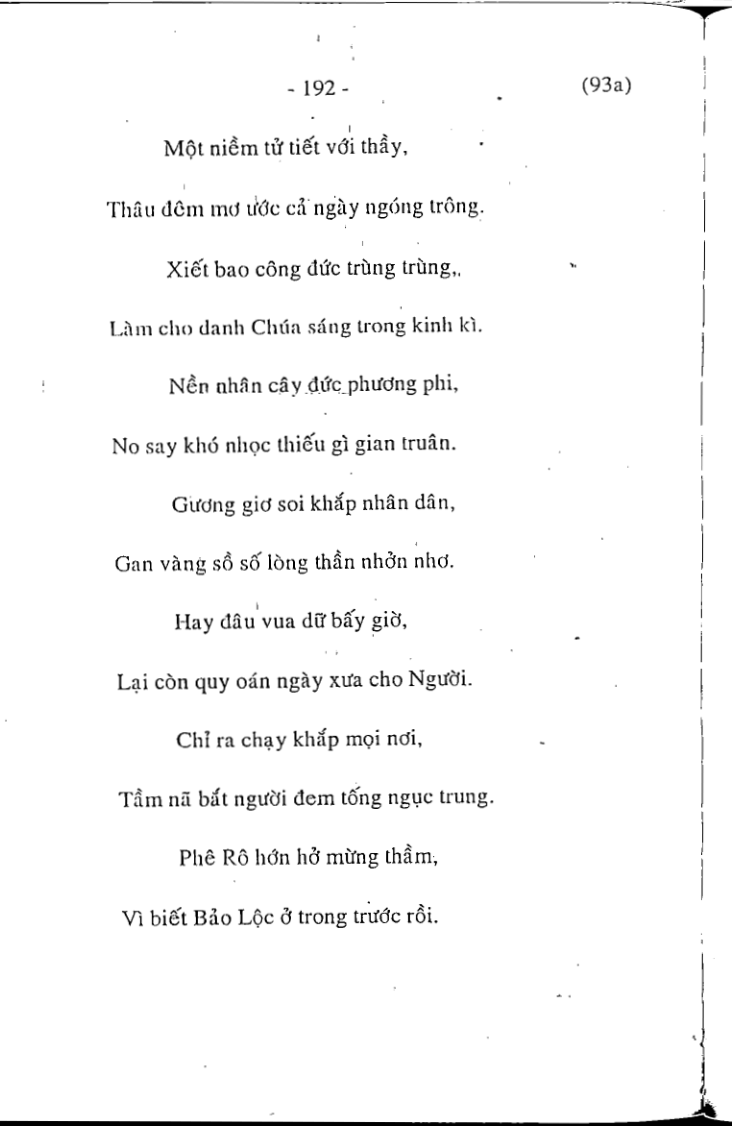 - 192 - (93a)
Một niềm tử tiết với thầy,
Thâu đêm mơ ước cả ngày ngóng trông.
Xiết bao công đức trùng trùng,.
Làm cho danh Chúa sáng trong kinh kì.
Nền nhân cây đức phương phi,
No say khó nhọc thiếu gì gian truân.
Gương giơ soi khắp nhân dân,
Gan vàng sồ số lòng thần nhởn nhơ.
Hay đâu vua dữ bấy giờ,
Lại còn quy oán ngày xưa cho Người.
Chỉ ra chạy khắp mọi nơi,
Tầm nã bắt người đem tống ngục trung.
Phê Rô hớn hở mừng thầm,
Vì biết Bảo Lộc ở trong trước rồi.